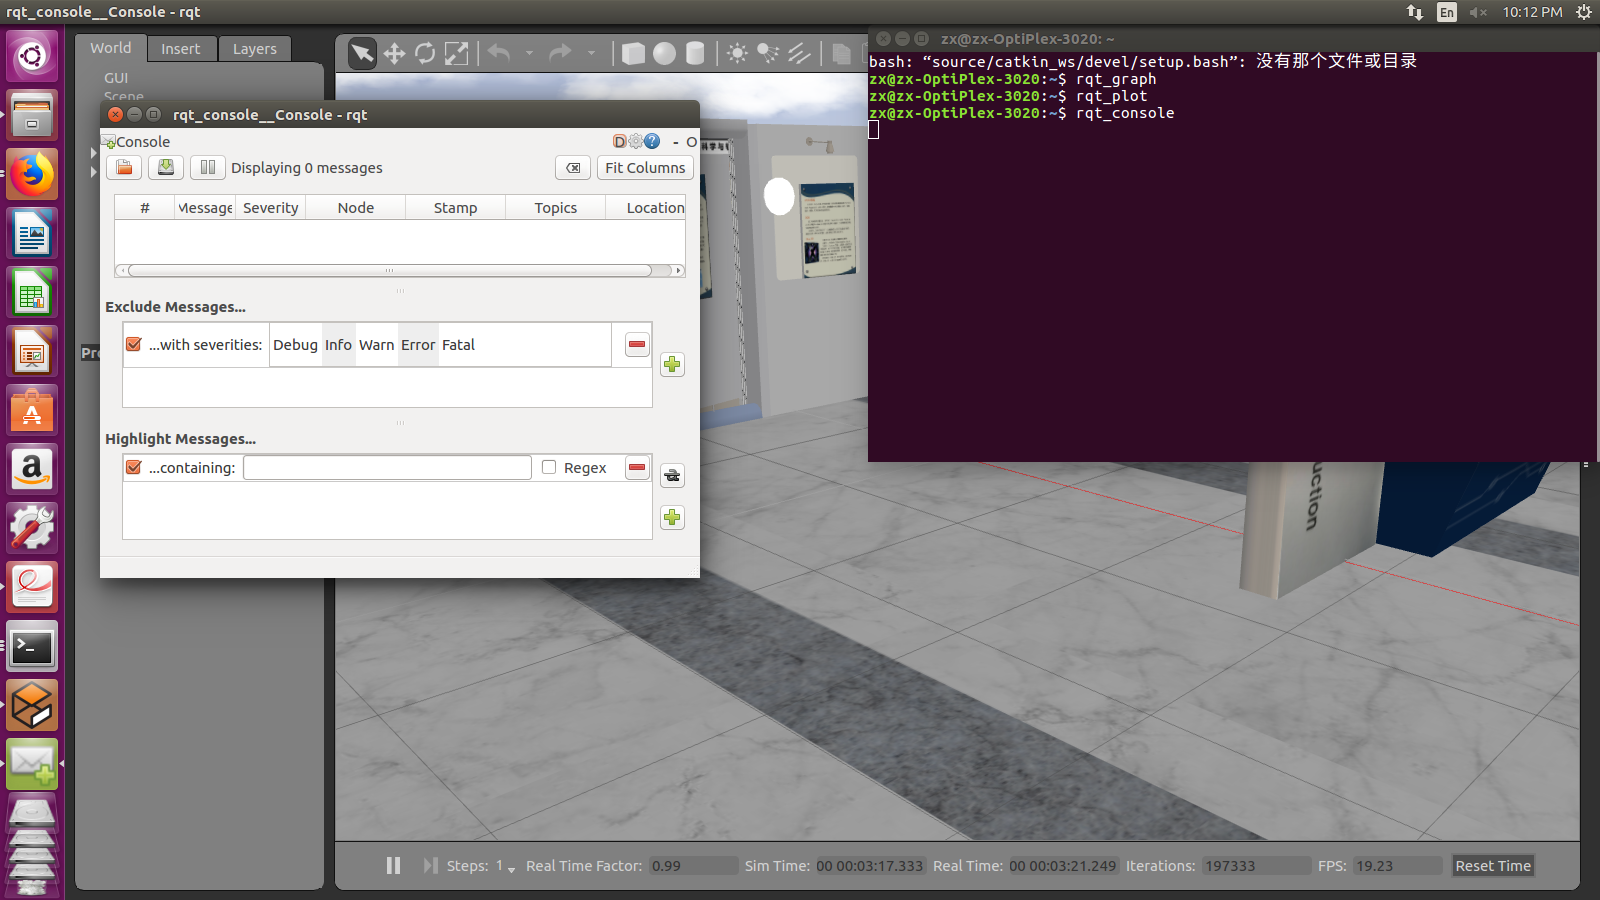 rqt_console__Console - rqt
En
10:12 PM
World
Insert
Layers
GUI
Scene
zx@zx-OptiPlex-3020: ~
bash: “source/catkin_ws/devel/setup.bash”: 没有那个文件或目录
zx@zx-OptiPlex-3020:~$ rqt_graph
zx@zx-OptiPlex-3020:~$ rqt_plot
zx@zx-OptiPlex-3020:~$ rqt_console
rqt_console__Console - rqt
Console
D
- O
Displaying 0 messages
Fit Columns
# Message Severity Node Stamp Topics Location
Exclude Messages...
...with severities: Debug Info Warn Error Fatal
Highlight Messages...
...containing:
Regex
Pro
uction
Steps: 1
Real Time Factor: 0.99
Sim Time: 00 00:03:17.333
Real Time: 00 00:03:21.249
Iterations: 197333
FPS: 19.23
Reset Time